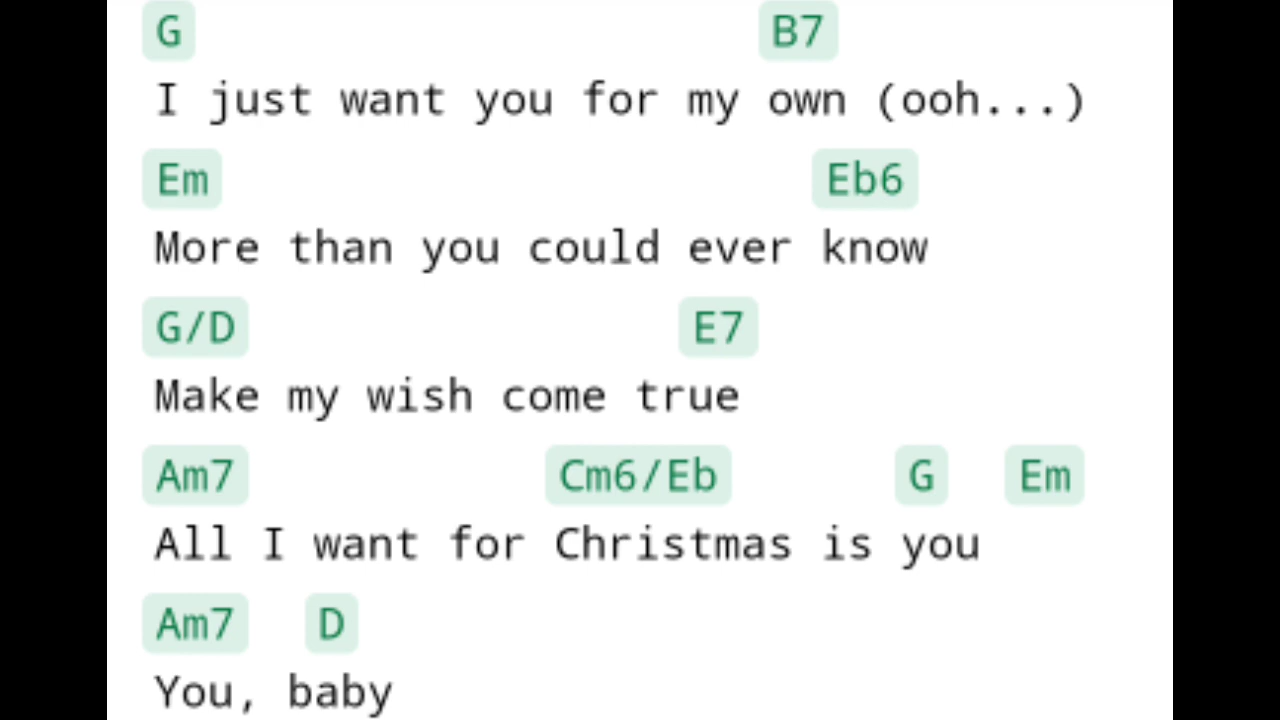 G B7
I just want you for my own (ooh...)
Em Eb6
More than you could ever know
G/D E7
Make my wish come true
Am7 Cm6/Eb G Em
All I want for Christmas is you
Am7 D
You, baby